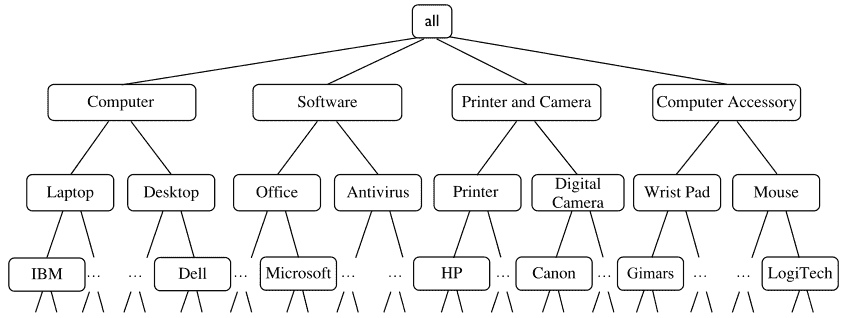 all
Computer
Software
Printer and Camera
Computer Accessory
Laptop
Desktop
Office
Antivirus
Printer
Digital
Camera
Wrist Pad
Mouse
IBM
...
...
Dell
...
Microsoft
...
...
HP
...
Canon
...
Gimars
...
...
LogiTech